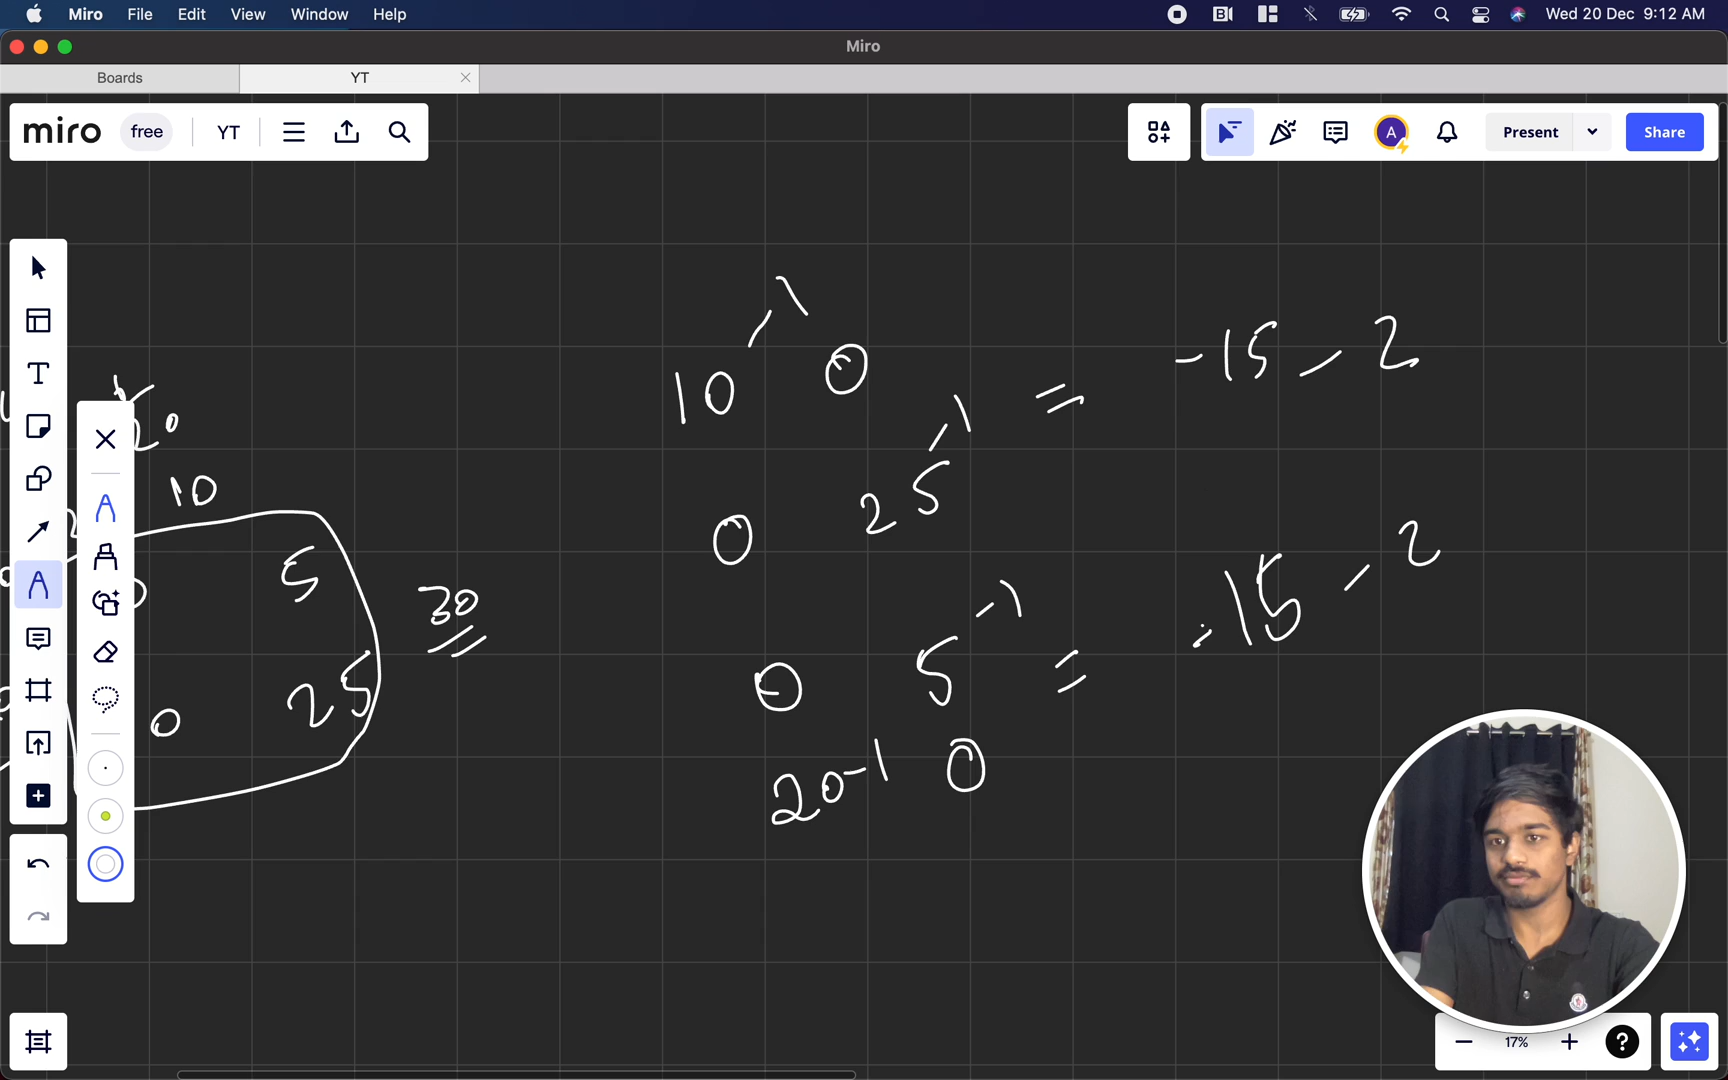 Miro File Edit View Window Help Wed 20 Dec 9:12 AM
Miro
Boards YT
miro free YT Present Share
10 -1 0 = -15 - 2
0 25 -1
20
10
5
30
0 5 -1 = -15 - 2
0 25
20 -1 0
17%